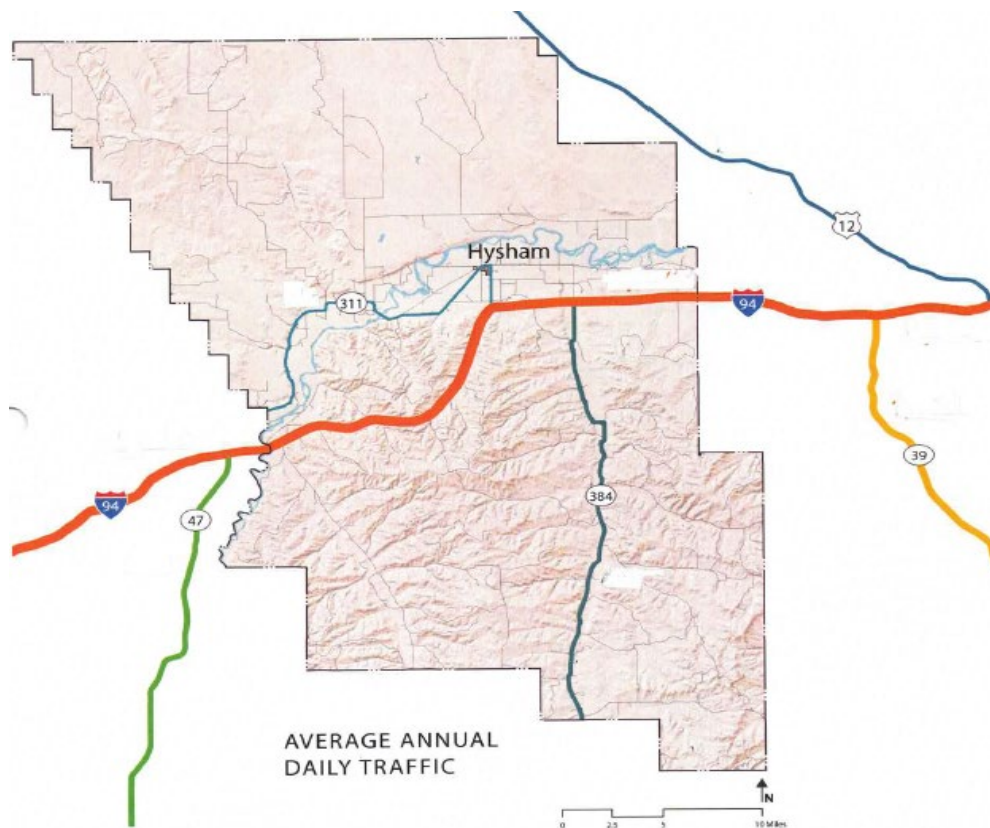 12
Hysham
311
94
94
39
384
47
AVERAGE ANNUAL
DAILY TRAFFIC
N
0 2.5 5 10 Miles